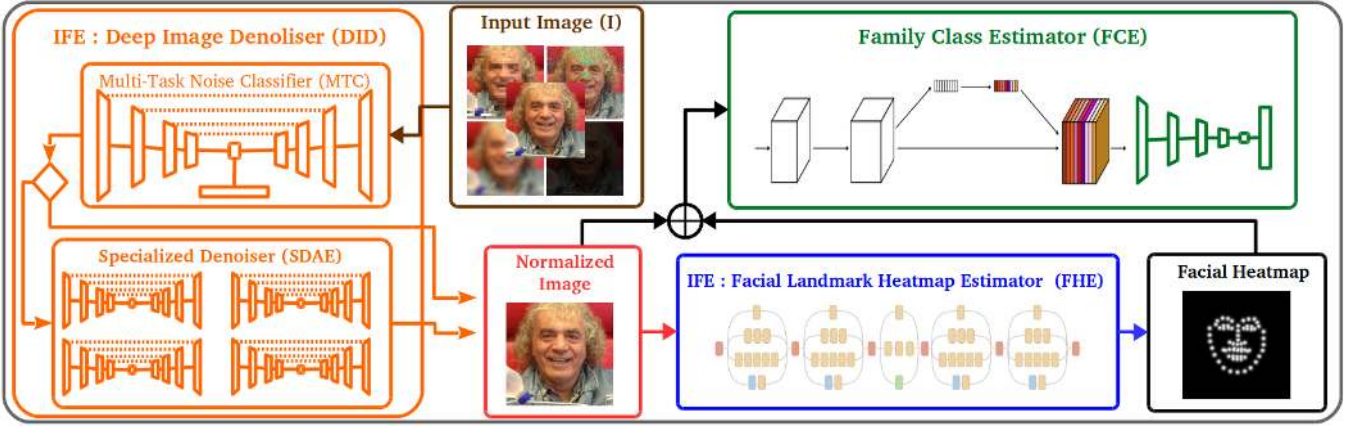 IFE : Deep Image Denoliser (DID)
Multi-Task Noise Classifier (MTC)
Specialized Denoiser (SDAE)
Input Image (I)
Normalized
Image
Family Class Estimator (FCE)
IFE : Facial Landmark Heatmap Estimator (FHE)
Facial Heatmap